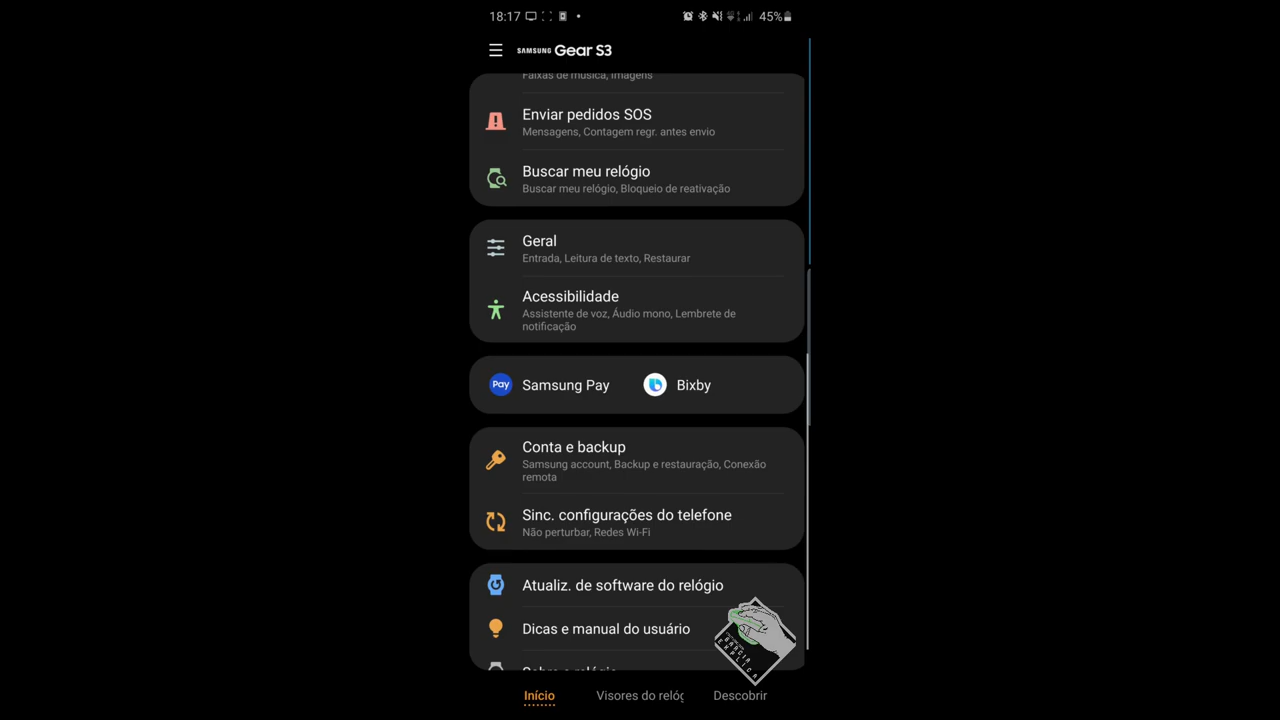 18:17
45%
SAMSUNG Gear S3
Faixas de música, Imagens
Enviar pedidos SOS
Mensagens, Contagem regr. antes envio
Buscar meu relógio
Buscar meu relógio, Bloqueio de reativação
Geral
Entrada, Leitura de texto, Restaurar
Acessibilidade
Assistente de voz, Áudio mono, Lembrete de
notificação
Pay Samsung Pay
Bixby
Conta e backup
Samsung account, Backup e restauração, Conexão
remota
Sinc. configurações do telefone
Não perturbar, Redes Wi-Fi
Atualiz. de software do relógio
Dicas e manual do usuário
Sobre o relógio
GARCIA
EXPLICA
Início
Visores do relóg
Descobrir